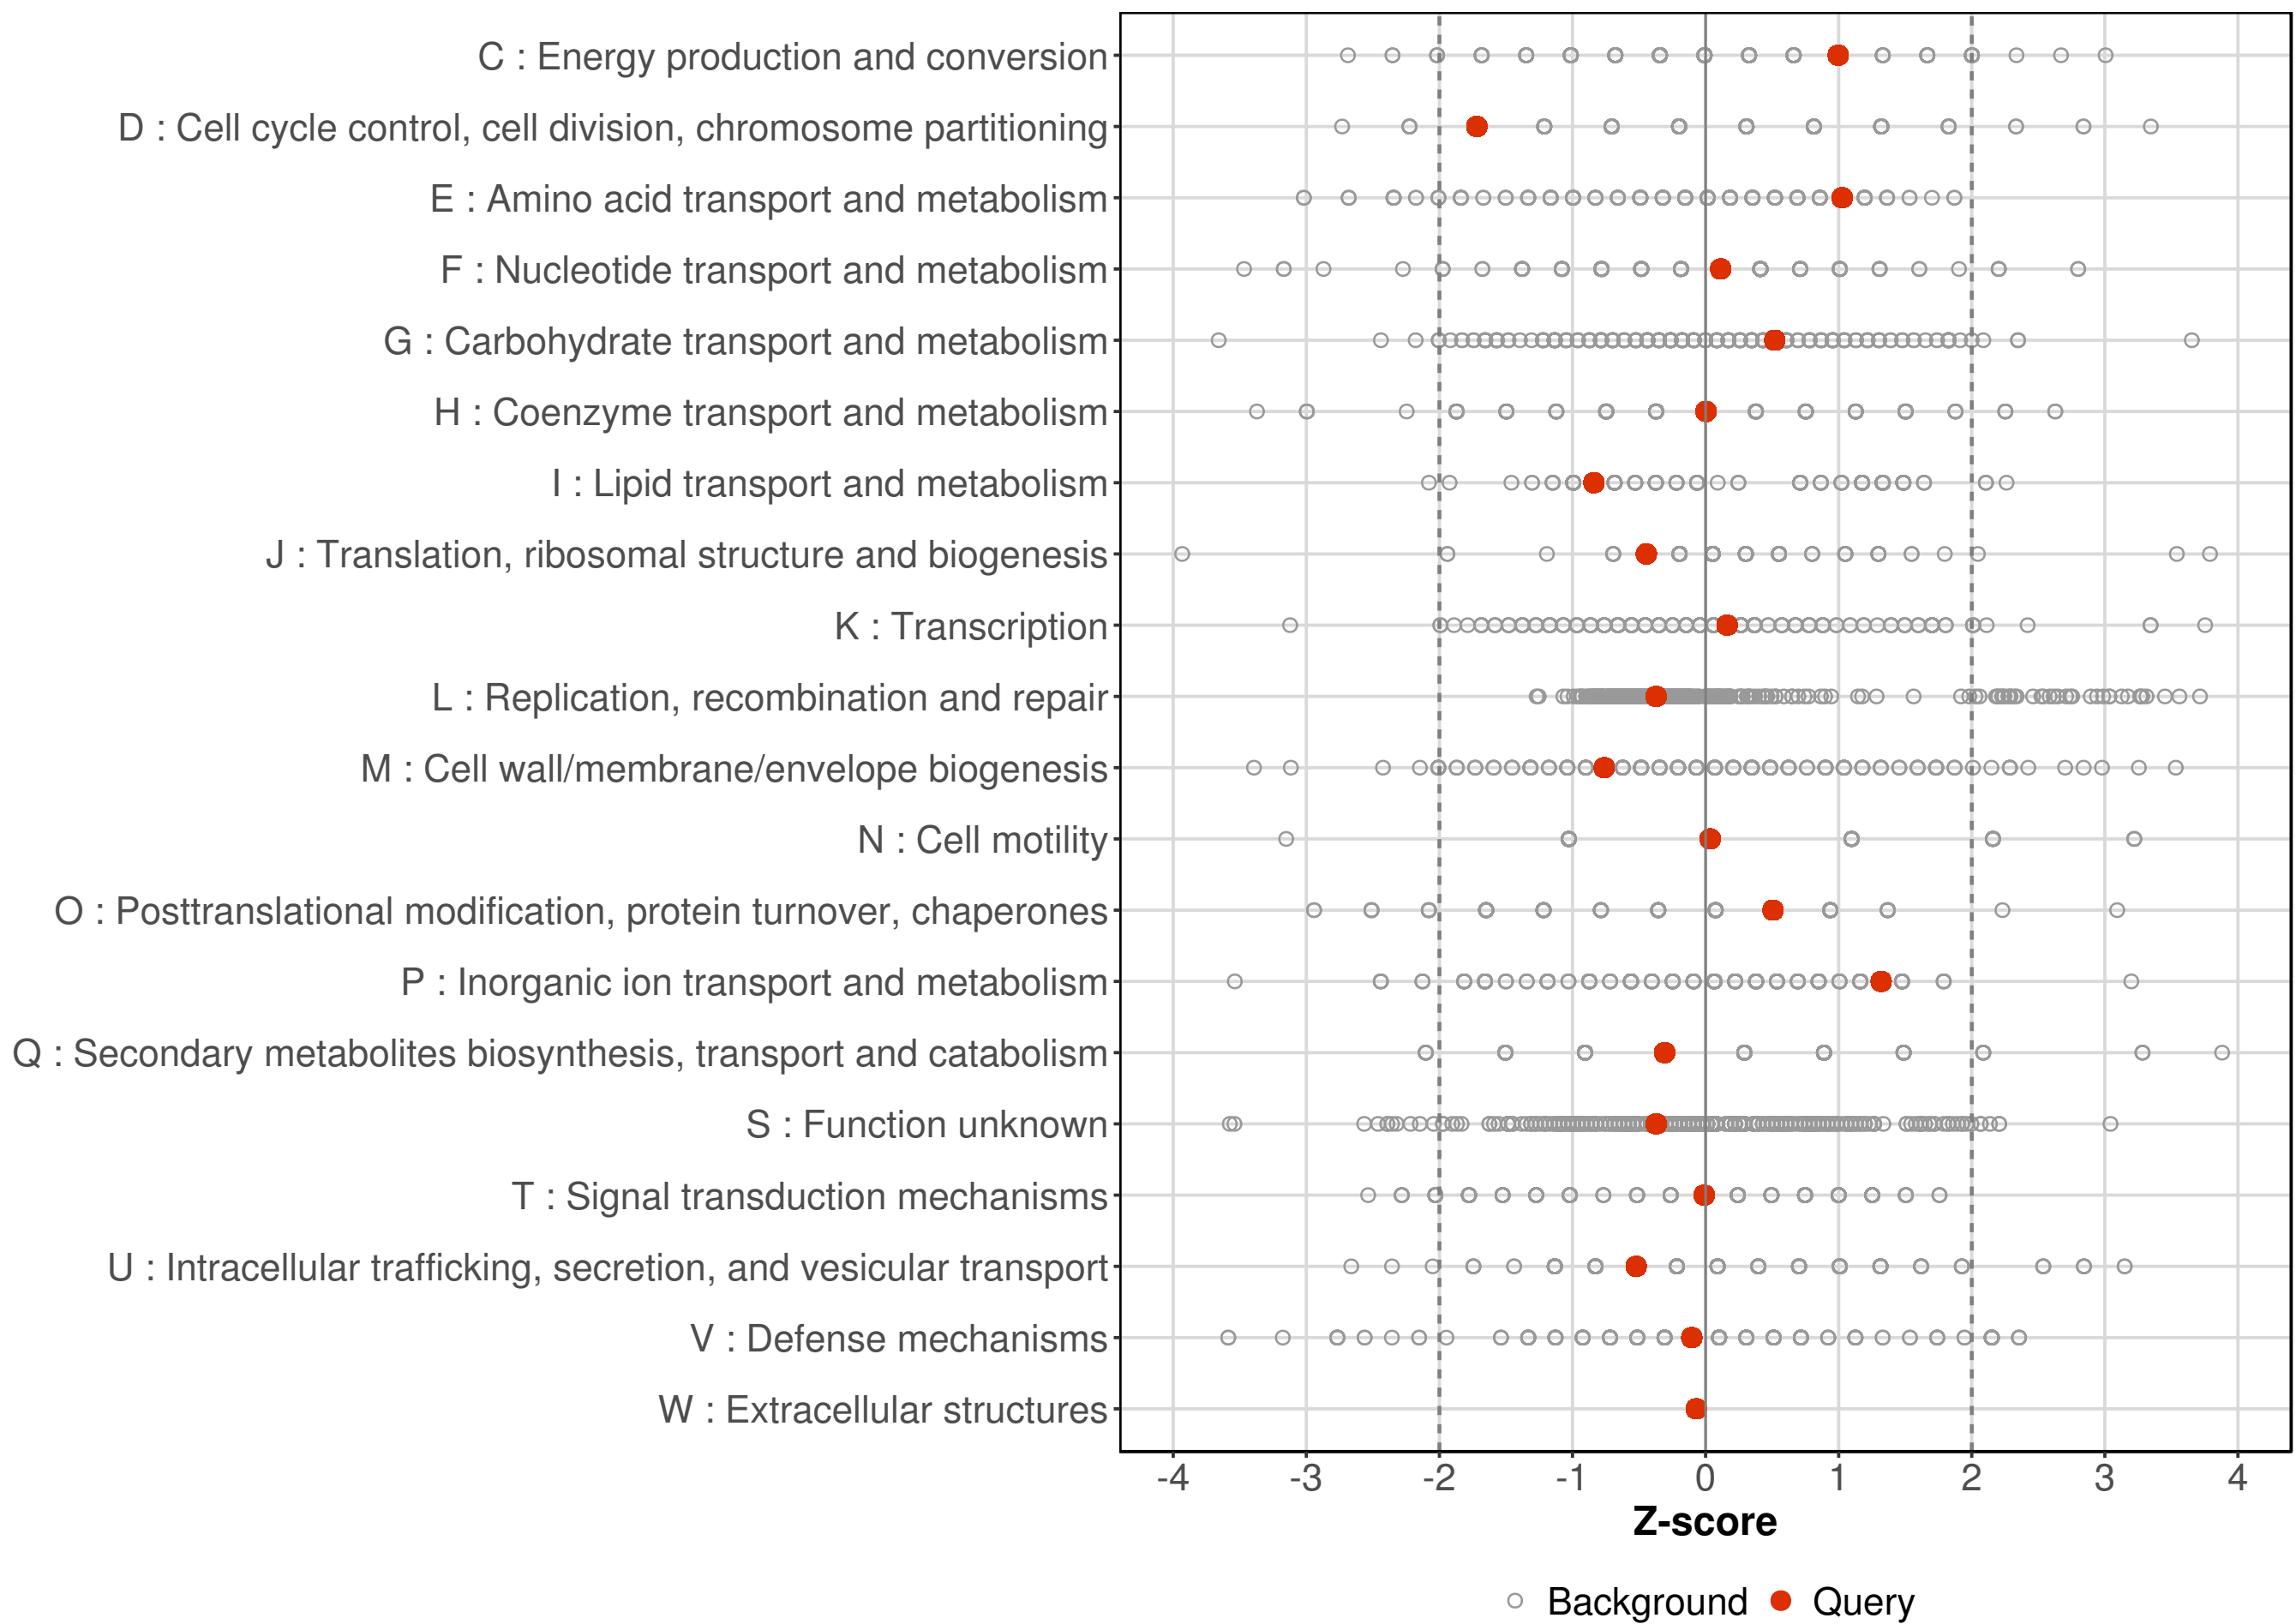 C : Energy production and conversion
D : Cell cycle control, cell division, chromosome partitioning
E : Amino acid transport and metabolism
F : Nucleotide transport and metabolism
G : Carbohydrate transport and metabolism
H : Coenzyme transport and metabolism
I : Lipid transport and metabolism
J : Translation, ribosomal structure and biogenesis
K : Transcription
L : Replication, recombination and repair
M : Cell wall/membrane/envelope biogenesis
N : Cell motility
O : Posttranslational modification, protein turnover, chaperones
P : Inorganic ion transport and metabolism
Q : Secondary metabolites biosynthesis, transport and catabolism
S : Function unknown
T : Signal transduction mechanisms
U : Intracellular trafficking, secretion, and vesicular transport
V : Defense mechanisms
W : Extracellular structures
-4 -3 -2 -1 0 1 2 3 4
Z-score
Background Query